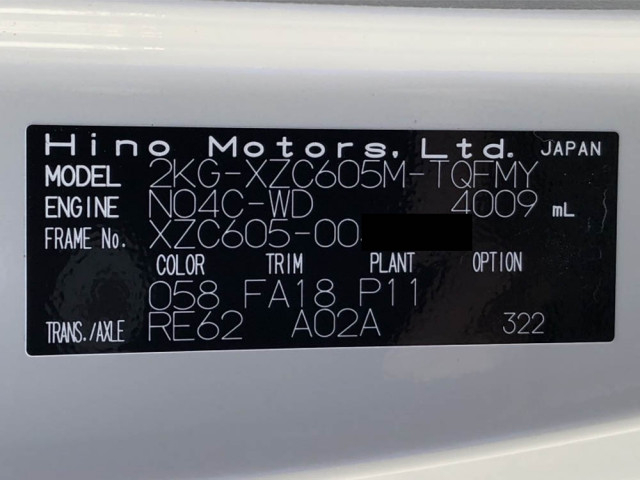 Hino Motors, Ltd. JAPAN
MODEL 2KG-XZC605M-TQFMY
ENGINE N04C-WD 4009 mL
FRAME No. XZC605-00
COLOR TRIM PLANT OPTION
058 FA18 P11
TRANS./AXLE RE62 A02A 322